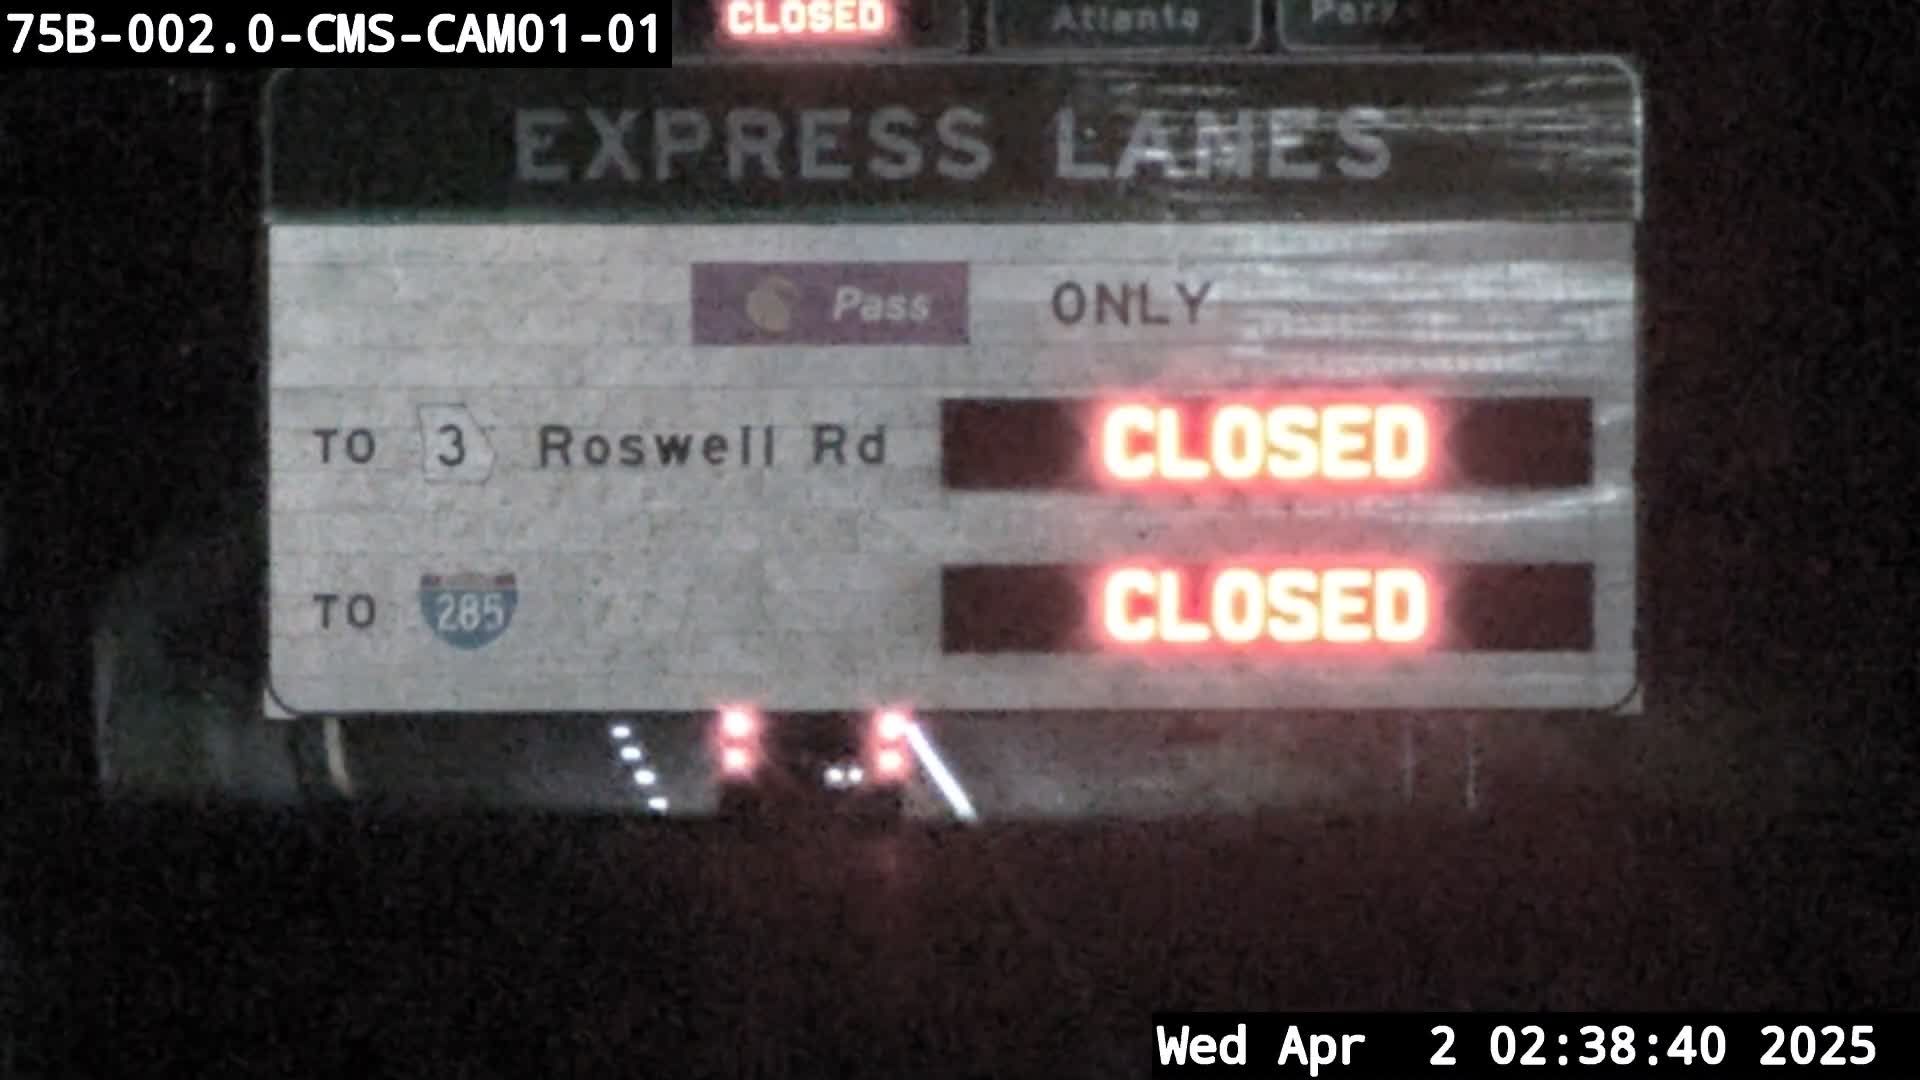 75B-002.0-CMS-CAM01-01
CLOSED
Atlanta
EXPRESS LANES
Pass ONLY
TO 3 Roswell Rd CLOSED
TO 285 CLOSED
Wed Apr 2 02:38:40 2025